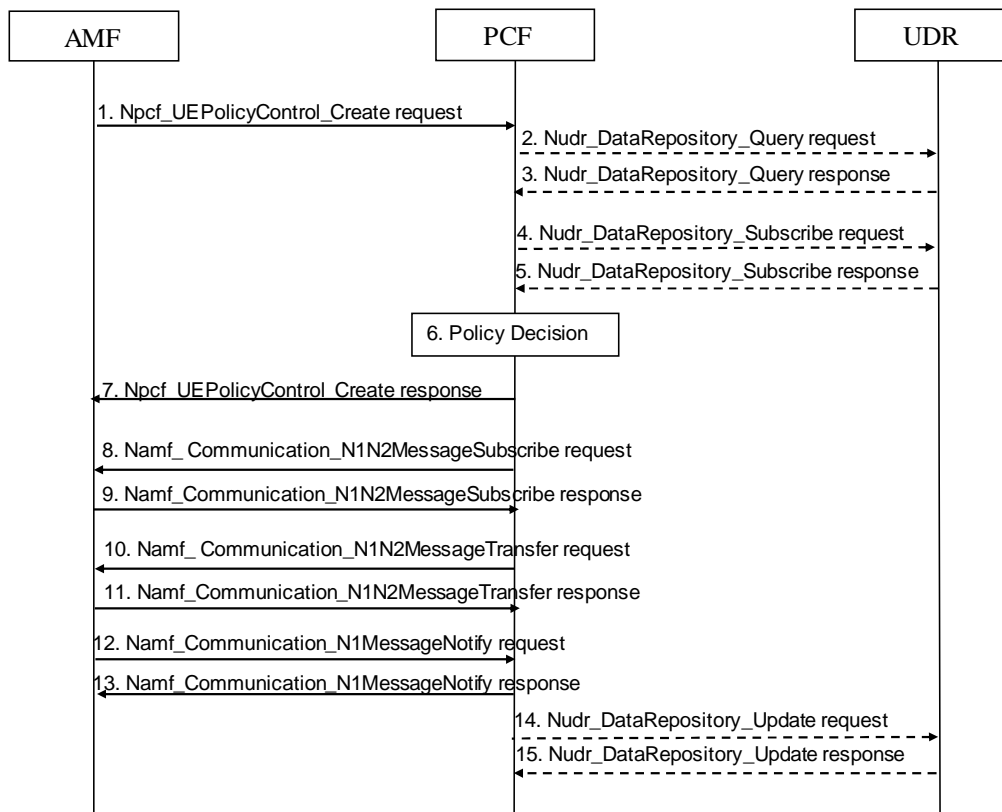 AMF
PCF
UDR
1. Npcf_UEPolicyControl_Create request
2. Nudr_DataRepository_Query request
3. Nudr_DataRepository_Query response
4. Nudr_DataRepository_Subscribe request
5. Nudr_DataRepository_Subscribe response
6. Policy Decision
7. Npcf_UEPolicyControl_Create response
8. Namf_ Communication_N1N2MessageSubscribe request
9. Namf_Communication_N1N2MessageSubscribe response
10. Namf_ Communication_N1N2MessageTransfer request
11. Namf_Communication_N1N2MessageTransfer response
12. Namf_Communication_N1MessageNotify request
13. Namf_Communication_N1MessageNotify response
14. Nudr_DataRepository_Update request
15. Nudr_DataRepository_Update response